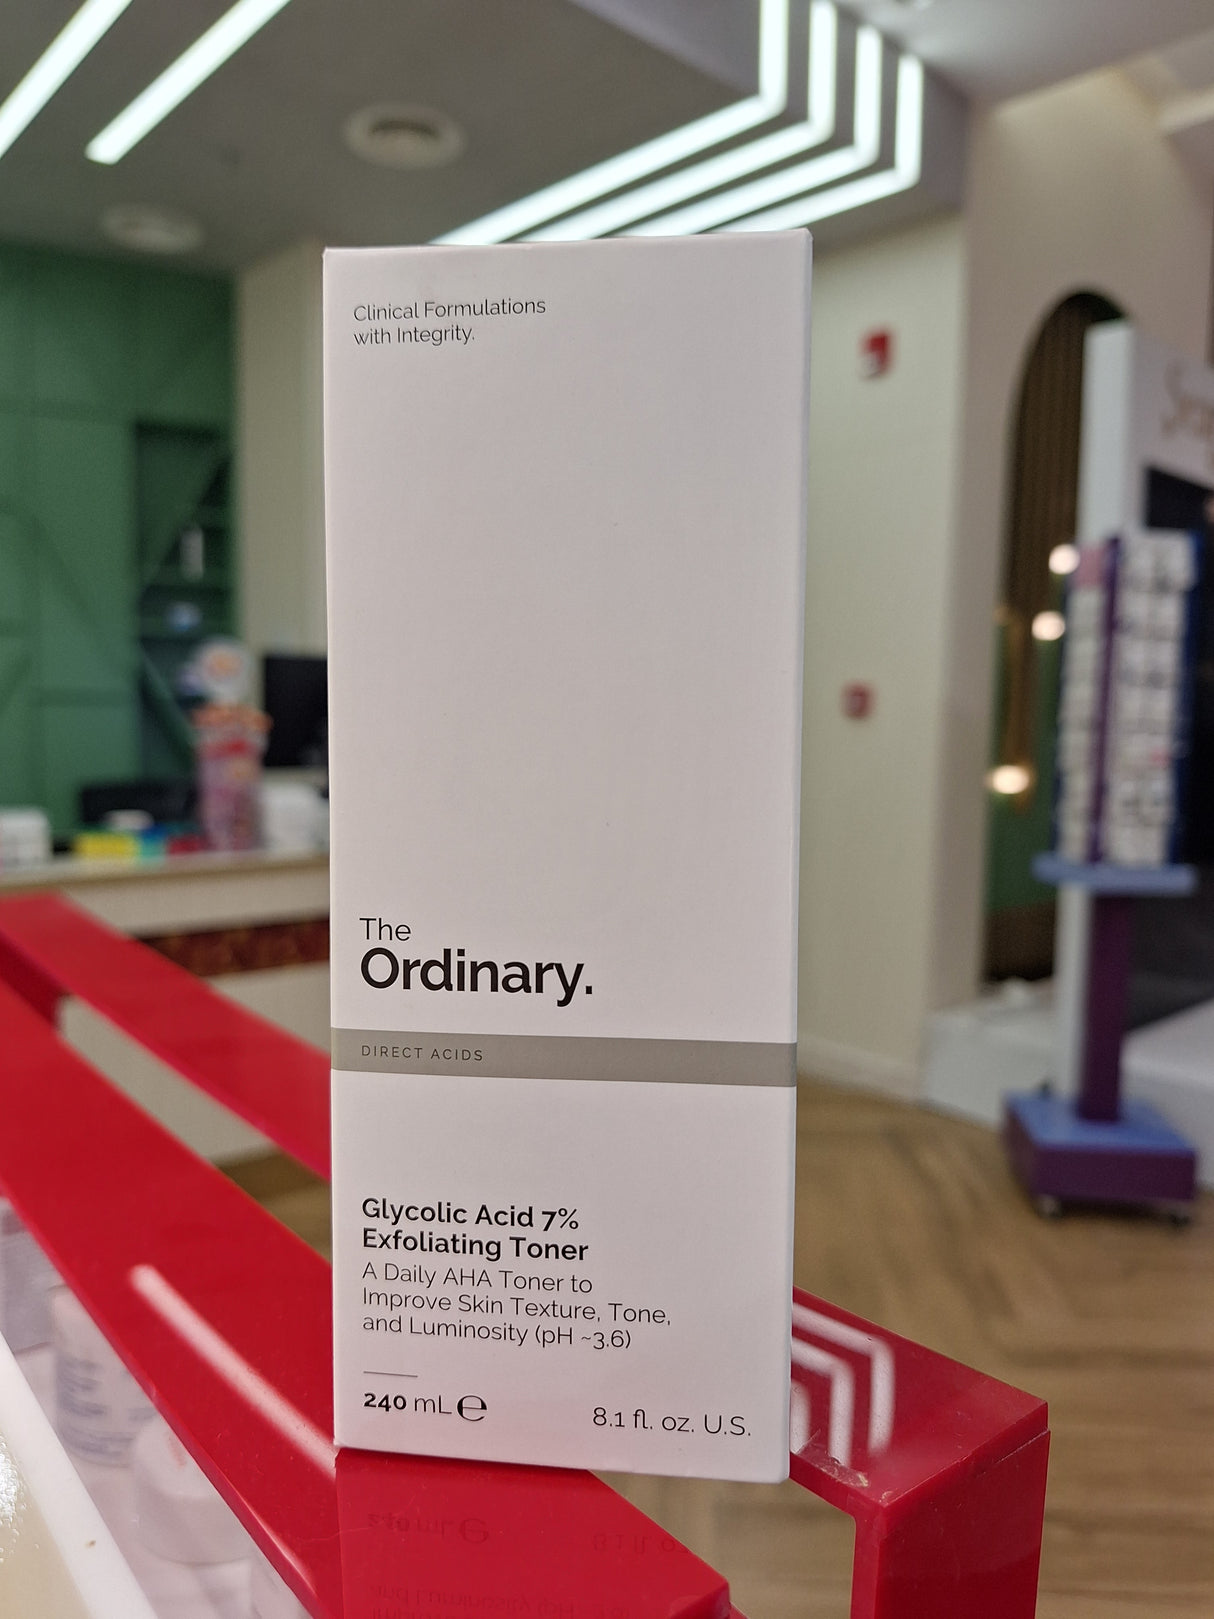 Clinical Formulations
with Integrity.
The
Ordinary.
DIRECT ACIDS
Glycolic Acid 7%
Exfoliating Toner
A Daily AHA Toner to
Improve Skin Texture, Tone,
and Luminosity (pH ~3.6)
240 mL ℮
8.1 fl. oz. U.S.